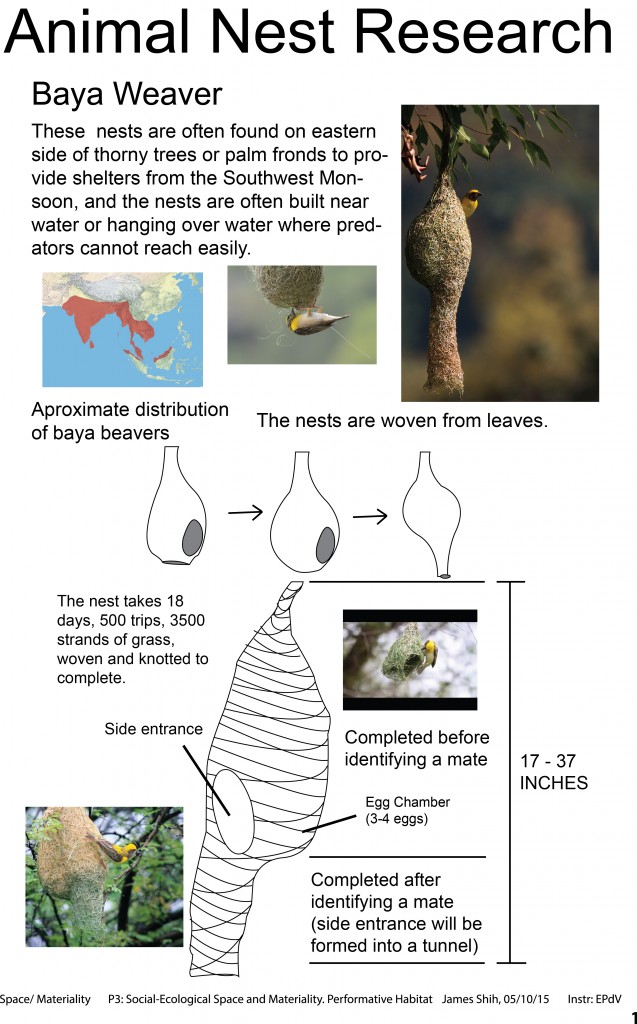 Animal Nest Research
Baya Weaver
These  nests are often found on eastern
side of thorny trees or palm fronds to pro-
vide shelters from the Southwest Mon-
soon, and the nests are often built near
water or hanging over water where pred-
ators cannot reach easily.
Aproximate distribution
of baya beavers
The nests are woven from leaves.
The nest takes 18
days, 500 trips, 3500
strands of grass,
woven and knotted to
complete.
Side entrance
Completed before
identifying a mate
17 - 37
INCHES
Egg Chamber
(3-4 eggs)
Completed after
identifying a mate
(side entrance will be
formed into a tunnel)
Space/ Materiality P3: Social-Ecological Space and Materiality. Performative Habitat James Shih, 05/10/15 Instr: EPdV
1